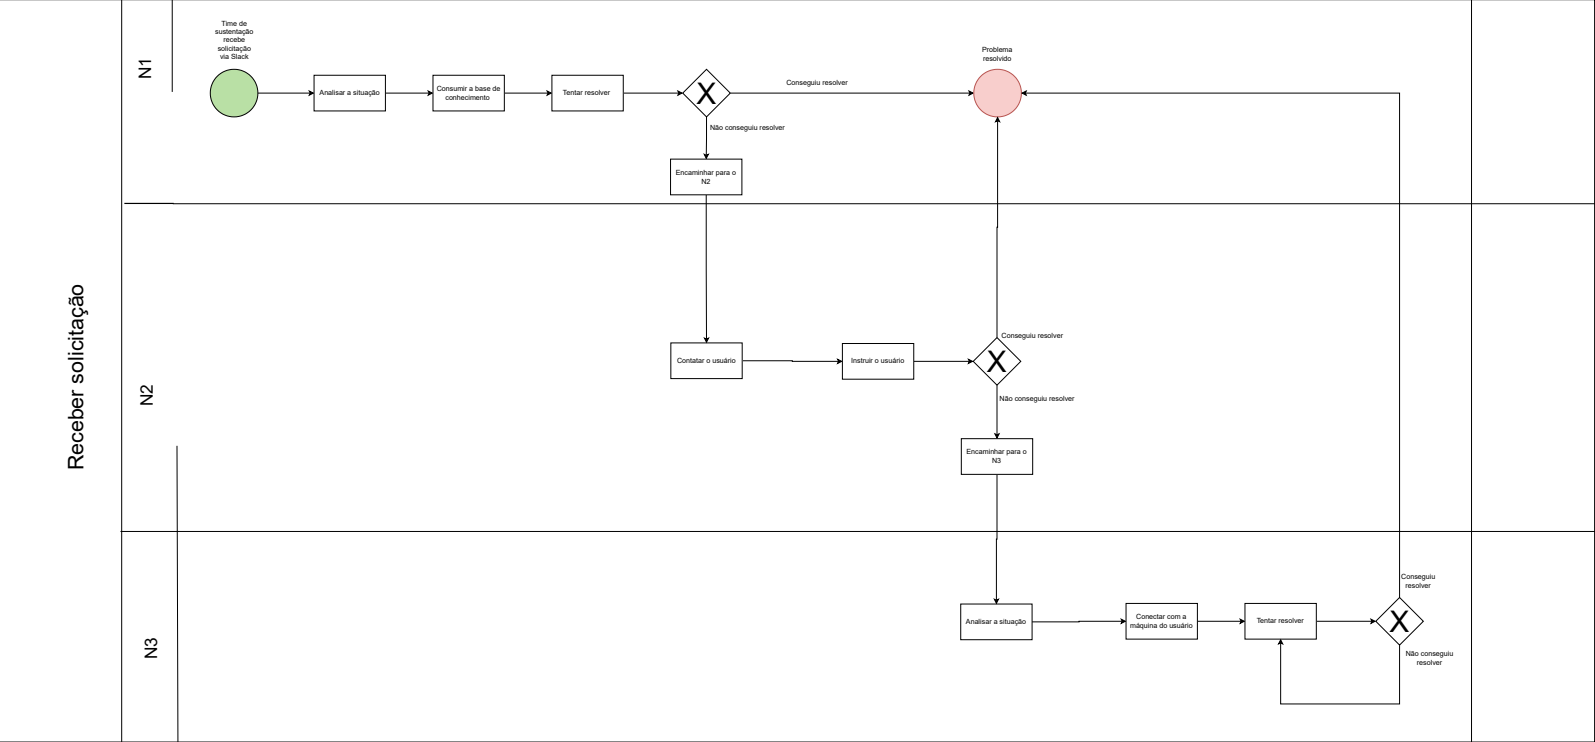 Time de
sustentação
recebe
solicitação
via Slack
Problema
resolvido
N1
Analisar a situação
Consumir a base de
conhecimento
Tentar resolver
X
Conseguiu resolver
Não conseguiu resolver
Encaminhar para o
N2
Receber solicitação
N2
Contatar o usuário
Instruir o usuário
X
Conseguiu resolver
Não conseguiu resolver
Encaminhar para o
N3
N3
Analisar a situação
Conectar com a
máquina do usuário
Tentar resolver
X
Conseguiu
resolver
Não conseguiu
resolver